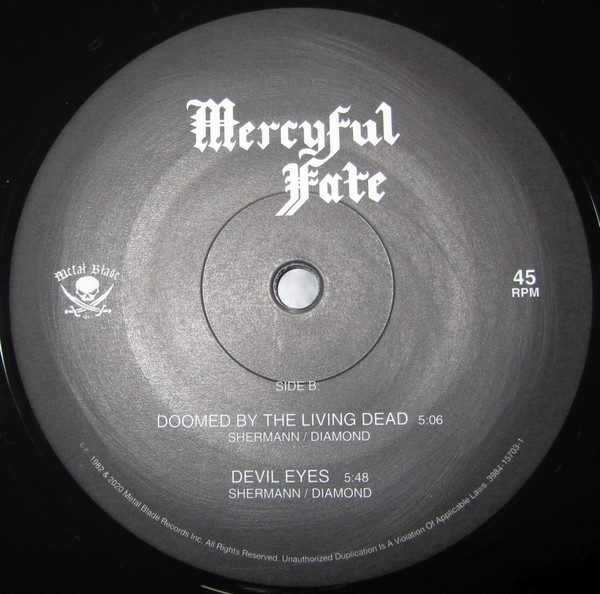 Mercyful
Fate
Metal Blade
45
RPM
SIDE B:
DOOMED BY THE LIVING DEAD 5:06
SHERMANN / DIAMOND
DEVIL EYES 5:48
SHERMANN / DIAMOND
℗© 1992 & 2020 Metal Blade Records Inc. All Rights Reserved. Unauthorized Duplication Is A Violation Of Applicable Laws. 3984-15703-1